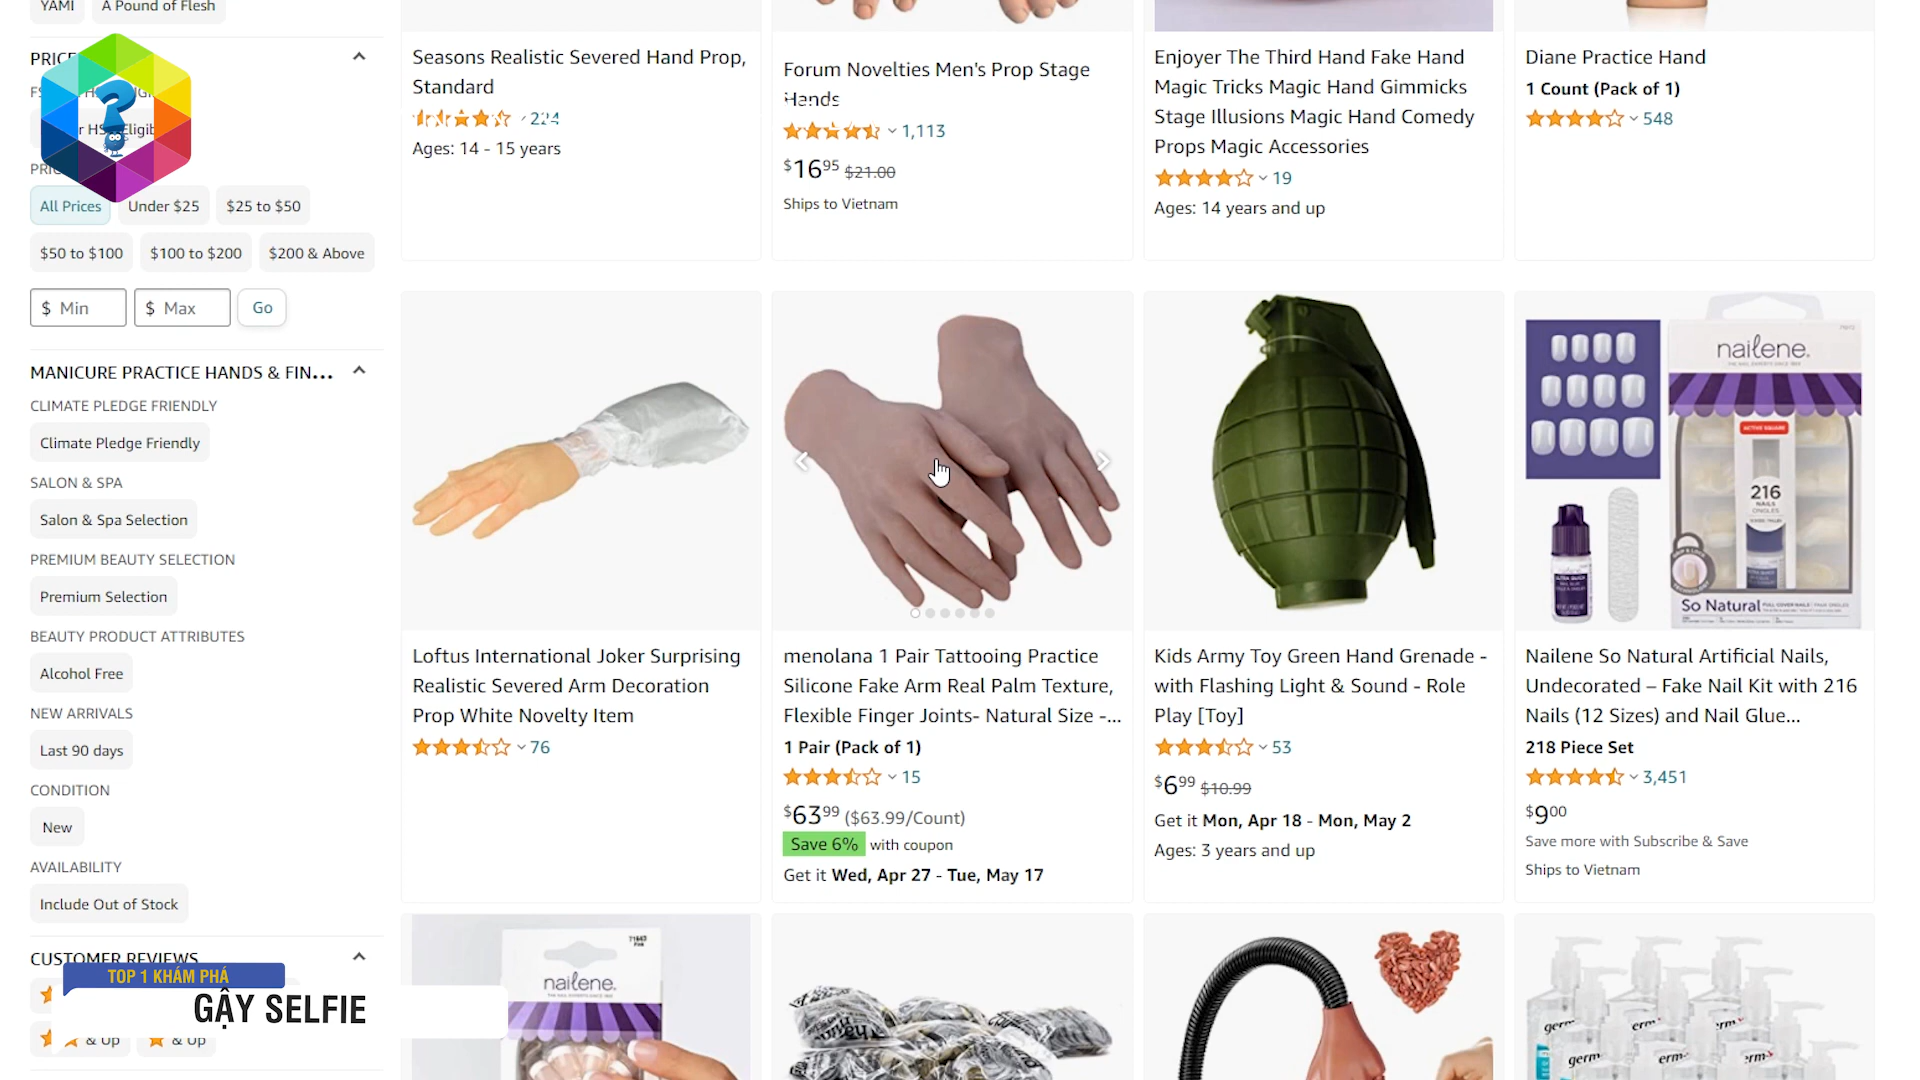 YAMI
A Pound of Flesh
PRICE
All Prices
Under $25
$25 to $50
$50 to $100
$100 to $200
$200 & Above
$ Min
$ Max
Go
MANICURE PRACTICE HANDS & FIN...
CLIMATE PLEDGE FRIENDLY
Climate Pledge Friendly
SALON & SPA
Salon & Spa Selection
PREMIUM BEAUTY SELECTION
Premium Selection
BEAUTY PRODUCT ATTRIBUTES
Alcohol Free
NEW ARRIVALS
Last 90 days
CONDITION
New
AVAILABILITY
Include Out of Stock
CUSTOMER REVIEWS
& Up
& Up
TOP 1 KHÁM PHÁ
GẬY SELFIE
Seasons Realistic Severed Hand Prop,
Standard
224
Ages: 14 - 15 years
Forum Novelties Men's Prop Stage
Hands
1,113
$16.95 $21.00
Ships to Vietnam
Enjoyer The Third Hand Fake Hand
Magic Tricks Magic Hand Gimmicks
Stage Illusions Magic Hand Comedy
Props Magic Accessories
19
Ages: 14 years and up
Diane Practice Hand
1 Count (Pack of 1)
548
Loftus International Joker Surprising
Realistic Severed Arm Decoration
Prop White Novelty Item
76
menolana 1 Pair Tattooing Practice
Silicone Fake Arm Real Palm Texture,
Flexible Finger Joints- Natural Size -...
1 Pair (Pack of 1)
15
$63.99 ($63.99/Count)
Save 6% with coupon
Get it Wed, Apr 27 - Tue, May 17
Kids Army Toy Green Hand Grenade -
with Flashing Light & Sound - Role
Play [Toy]
53
$6.99 $10.99
Get it Mon, Apr 18 - Mon, May 2
Ages: 3 years and up
nailene.
ACTIVE SQUARE
216
NAILS
ONGLES
So Natural
Nailene So Natural Artificial Nails,
Undecorated – Fake Nail Kit with 216
Nails (12 Sizes) and Nail Glue...
218 Piece Set
3,451
$9.00
Save more with Subscribe & Save
Ships to Vietnam
71643
nailene.
germ